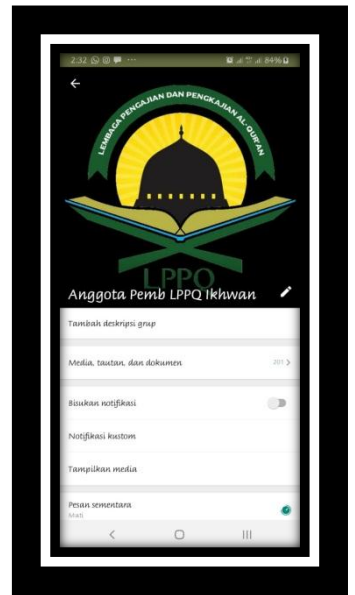 2:32
84%
LEMBAGA PENGAJIAN DAN PENGKAJIAN AL-QUR'AN
LPPQ
Anggota Pemb LPPQ Ikhwan
Tambah deskripsi grup
Media, tautan, dan dokumen 201 >
Bisukan notifikasi
Notifikasi kustom
Tampilkan media
Pesan sementara
Mati